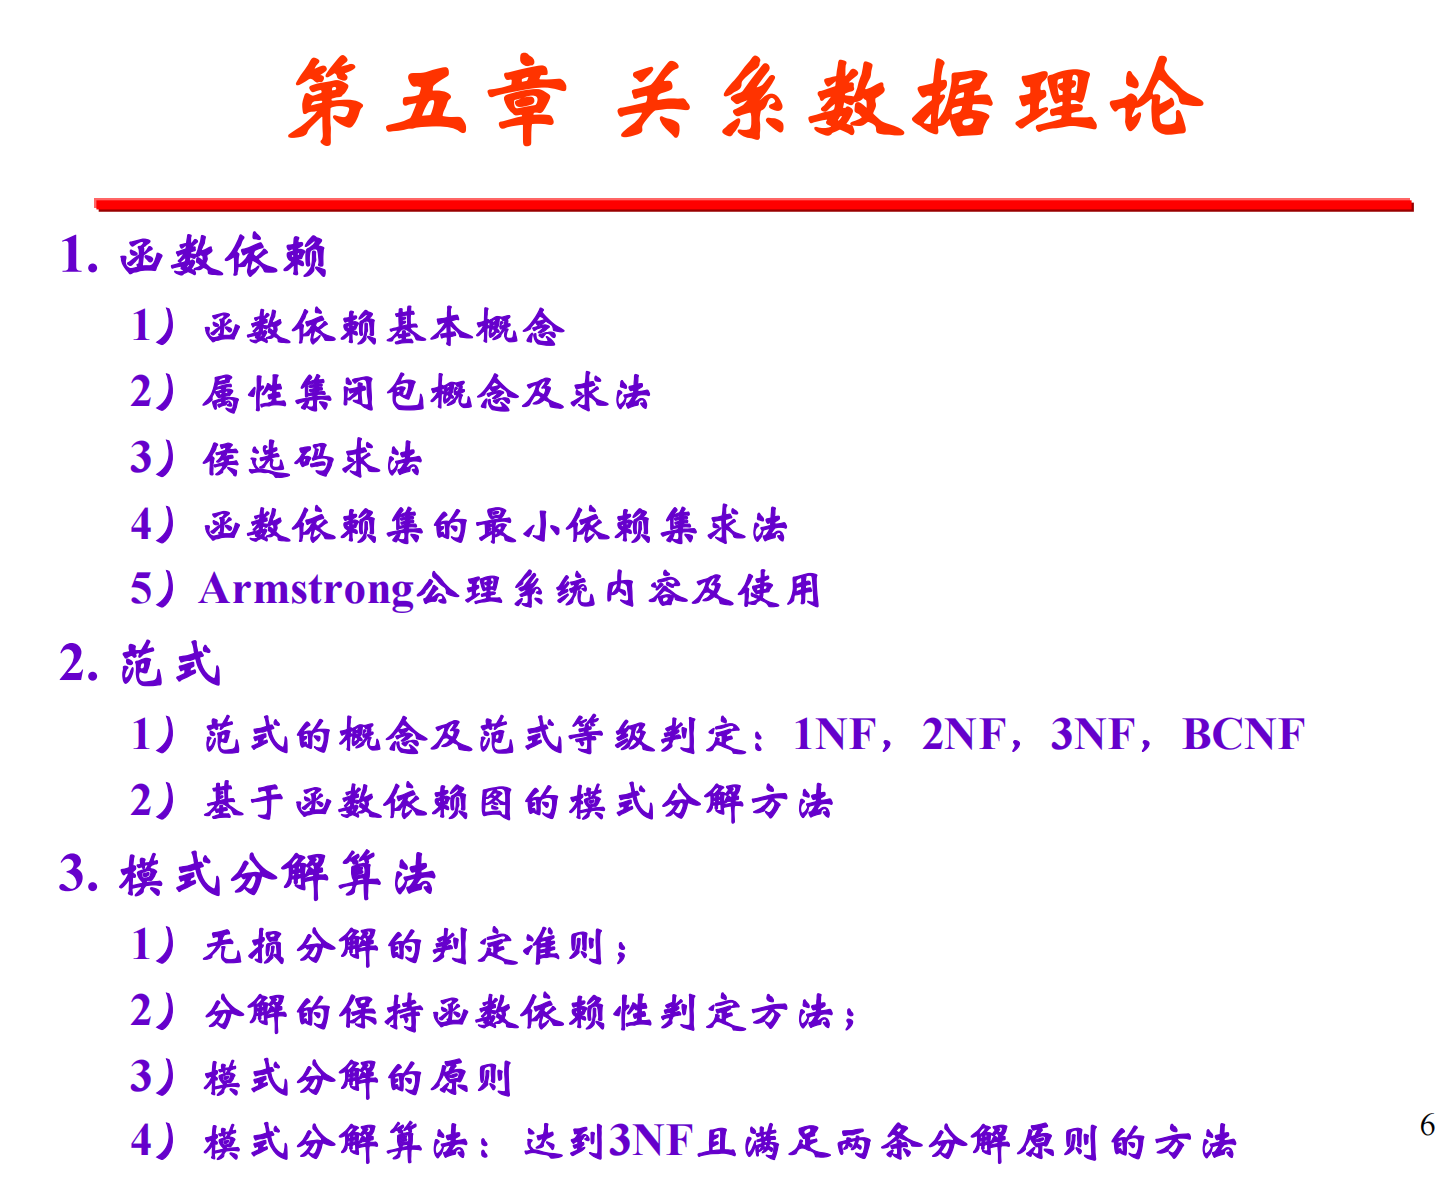 第五章 关系数据理论
1. 函数依赖
1）函数依赖基本概念
2）属性集闭包概念及求法
3）侯选码求法
4）函数依赖集的最小依赖集求法
5）Armstrong公理系统内容及使用
2. 范式
1）范式的概念及范式等级判定：1NF，2NF，3NF，BCNF
2）基于函数依赖图的模式分解方法
3. 模式分解算法
1）无损分解的判定准则；
2）分解的保持函数依赖性判定方法；
3）模式分解的原则
4）模式分解算法：达到3NF且满足两条分解原则的方法
6